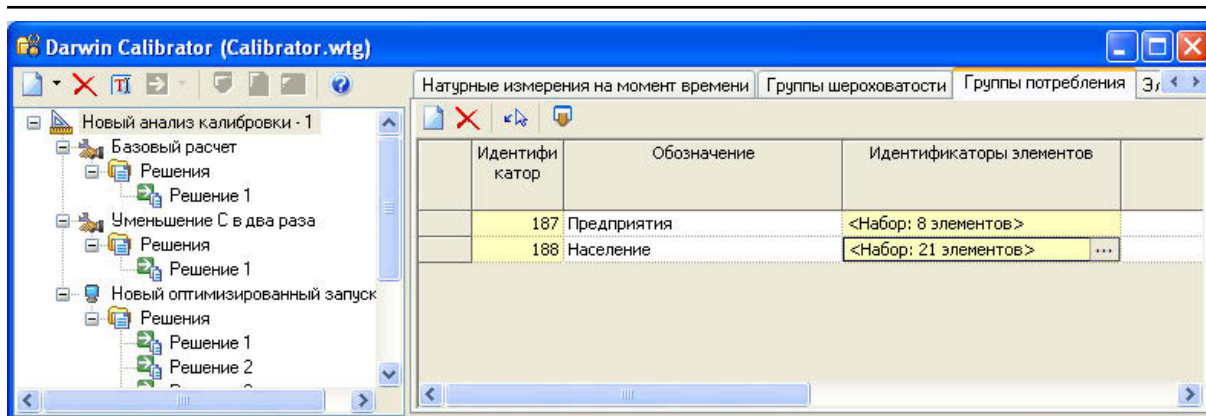 Darwin Calibrator (Calibrator.wtg)
Натурные измерения на момент времени Группы шероховатости Группы потребления
Новый анализ калибровки - 1
Базовый расчет
Решения
Решение 1
Уменьшение С в два раза
Решения
Решение 1
Новый оптимизированный запуск
Решения
Решение 1
Решение 2
Идентифи Обозначение Идентификаторы элементов
катор
187 Предприятия <Набор: 8 элементов>
188 Население <Набор: 21 элементов> ...